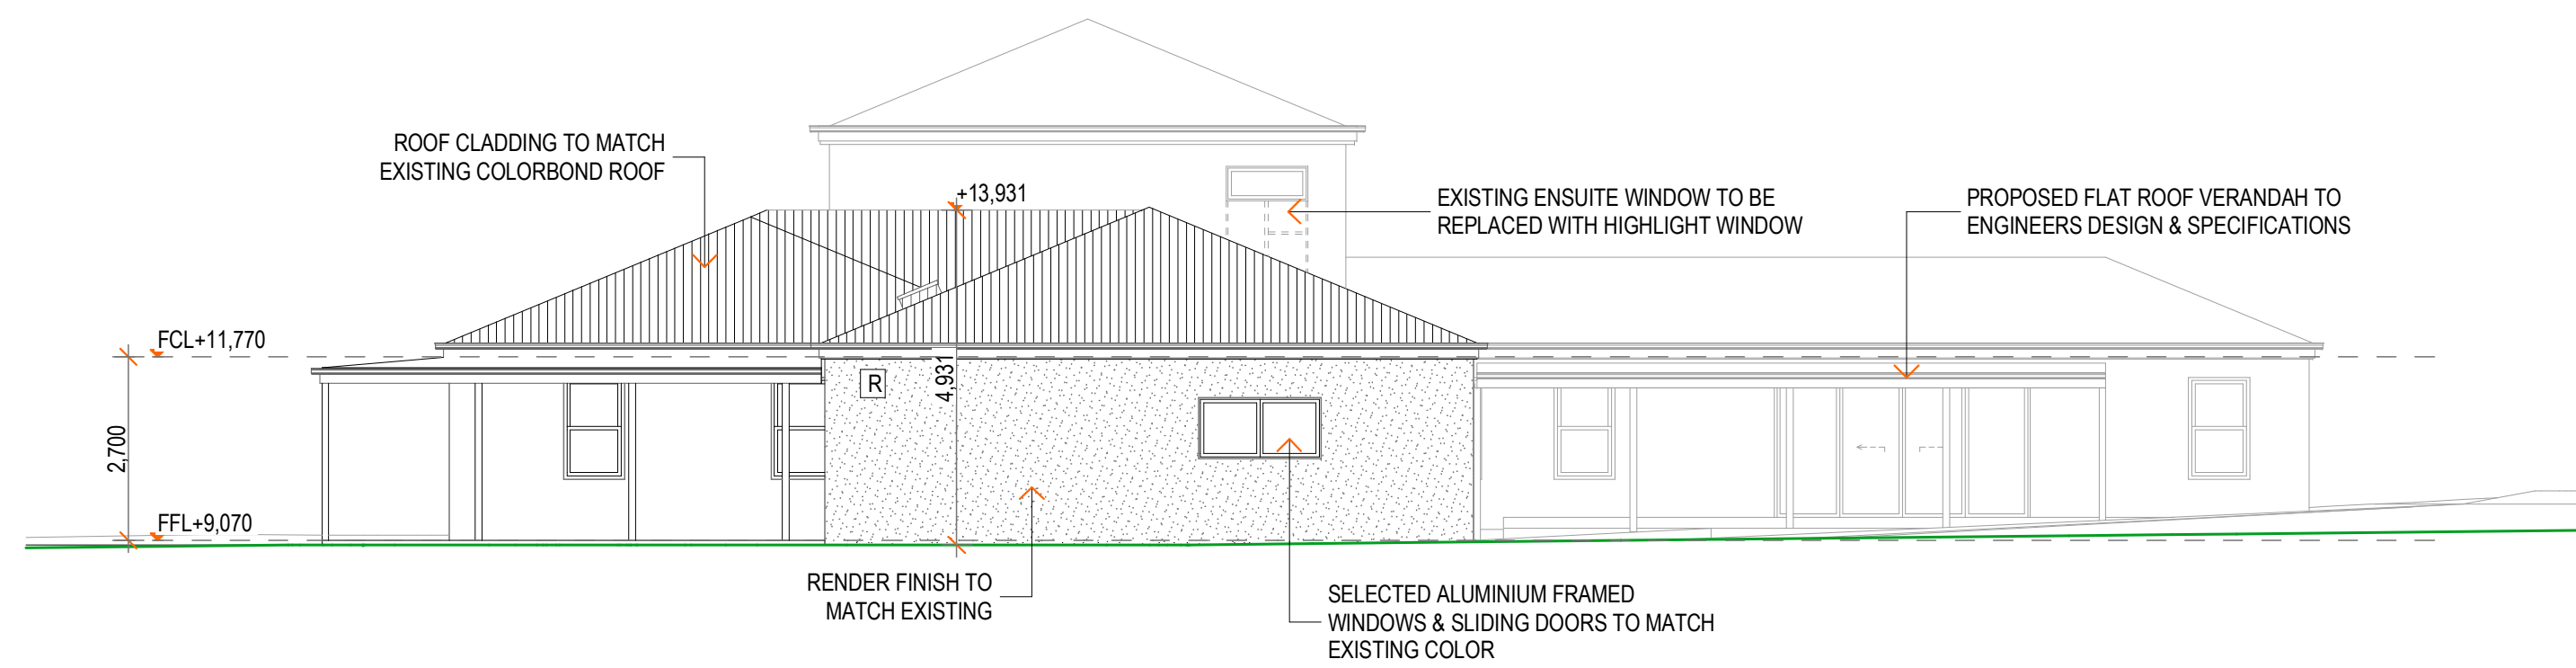 ROOF CLADDING TO MATCH
EXISTING COLORBOND ROOF
+13,931
EXISTING ENSUITE WINDOW TO BE
REPLACED WITH HIGHLIGHT WINDOW
PROPOSED FLAT ROOF VERANDAH TO
ENGINEERS DESIGN & SPECIFICATIONS
FCL+11,770
R
4,931
2,700
FFL+9,070
RENDER FINISH TO
MATCH EXISTING
SELECTED ALUMINIUM FRAMED
WINDOWS & SLIDING DOORS TO MATCH
EXISTING COLOR